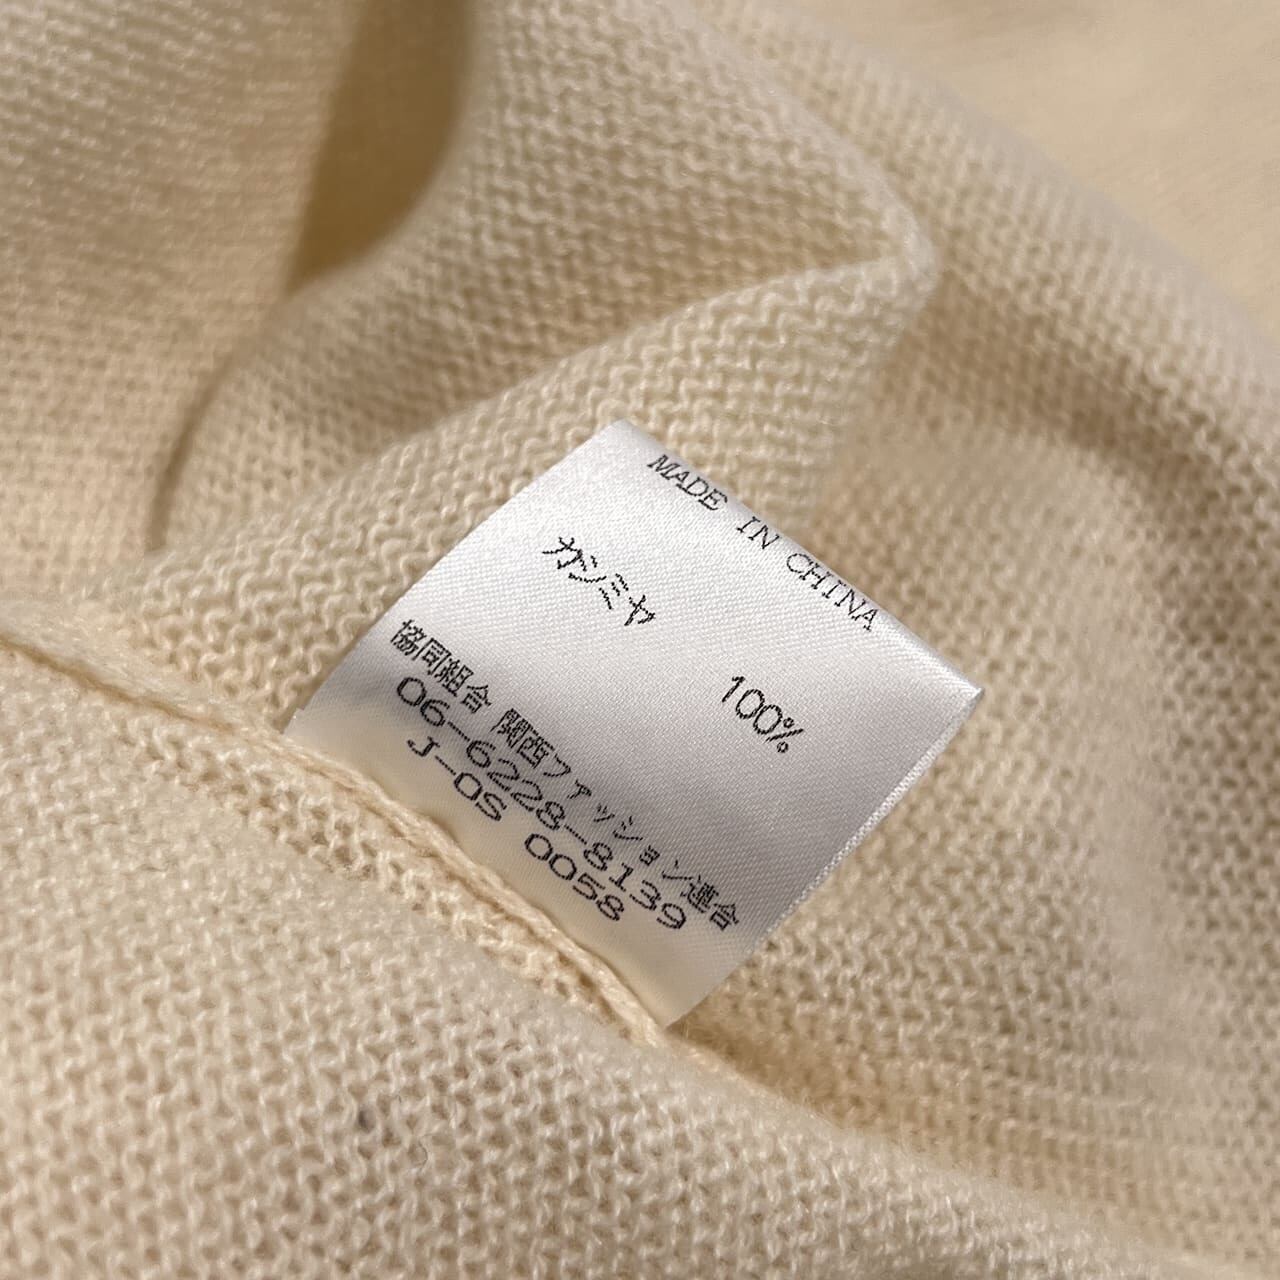 MADE IN CHINA
カシミヤ 100%
協同組合 関西ファッション連合
06-6228-8139
J-OS 0058